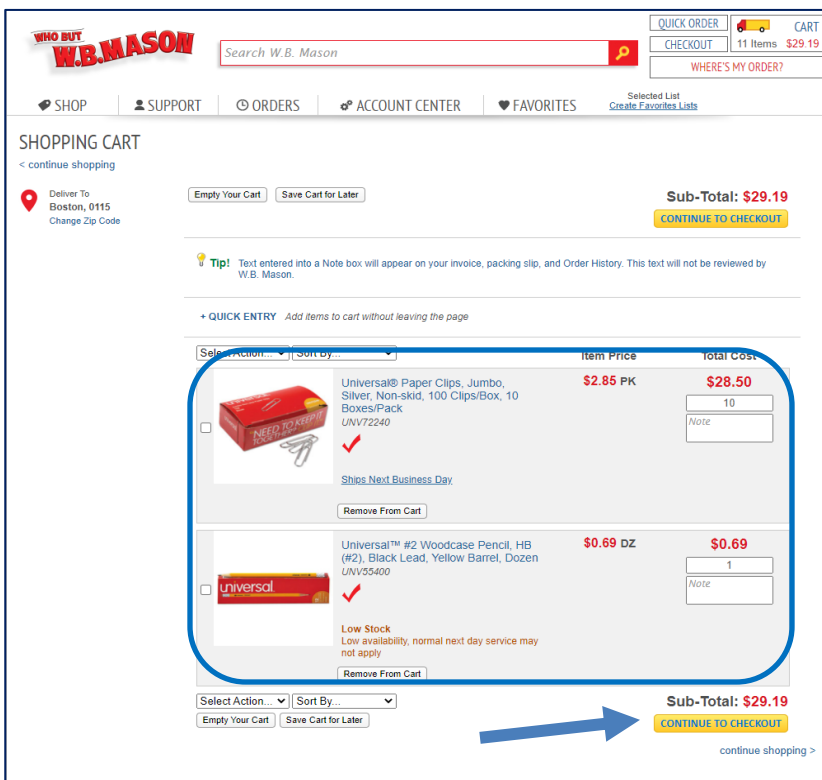 WHO BUT
W.B.MASON
Search W.B. Mason
QUICK ORDER
CART
CHECKOUT
11 Items $29.19
WHERE'S MY ORDER?
SHOP
SUPPORT
ORDERS
ACCOUNT CENTER
FAVORITES
Selected List
Create Favorites Lists
SHOPPING CART
< continue shopping
Deliver To
Boston, 0115
Change Zip Code
Empty Your Cart
Save Cart for Later
Sub-Total: $29.19
CONTINUE TO CHECKOUT
Tip! Text entered into a Note box will appear on your invoice, packing slip, and Order History. This text will not be reviewed by
W.B. Mason.
+ QUICK ENTRY Add items to cart without leaving the page
Select Action...
Sort By...
Item Price
Total Cost
universal
NEED TO KEEP IT
TOGETHER?
Universal® Paper Clips, Jumbo,
Silver, Non-skid, 100 Clips/Box, 10
Boxes/Pack
UNV72240
Ships Next Business Day
Remove From Cart
$2.85 PK
$28.50
10
Note
universal
Universal™ #2 Woodcase Pencil, HB
(#2), Black Lead, Yellow Barrel, Dozen
UNV55400
Low Stock
Low availability, normal next day service may
not apply
Remove From Cart
$0.69 DZ
$0.69
1
Note
Select Action...
Sort By...
Empty Your Cart
Save Cart for Later
Sub-Total: $29.19
CONTINUE TO CHECKOUT
continue shopping >